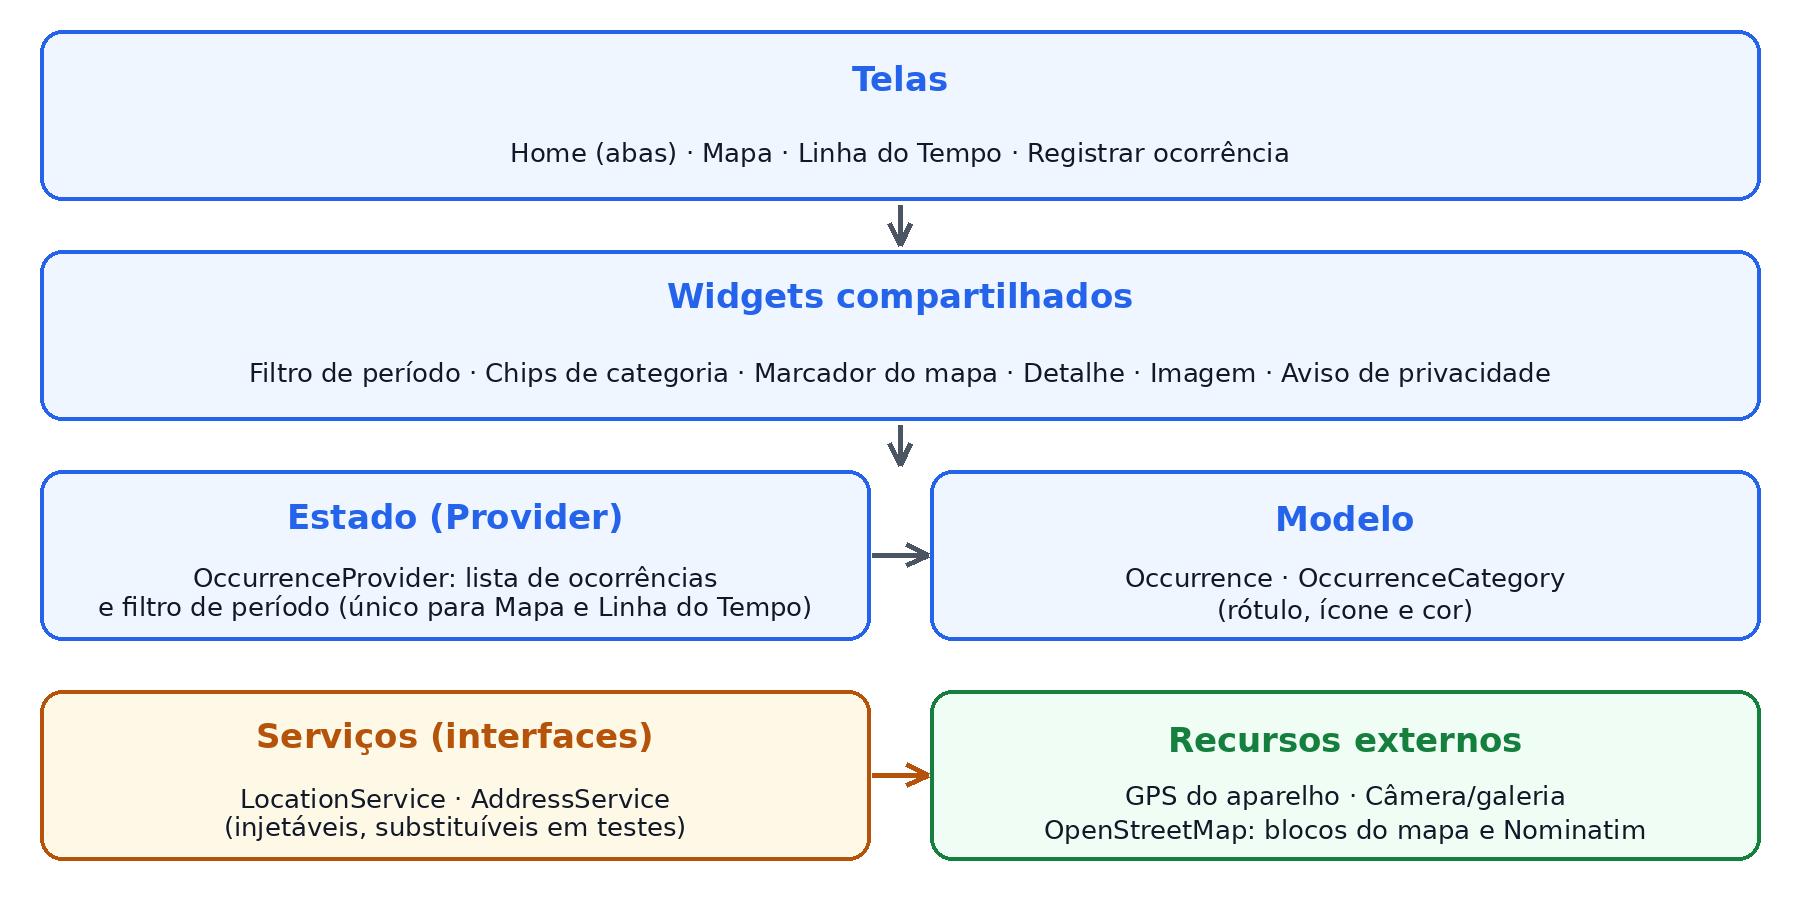 Telas
Home (abas) · Mapa · Linha do Tempo · Registrar ocorrência
Widgets compartilhados
Filtro de período · Chips de categoria · Marcador do mapa · Detalhe · Imagem · Aviso de privacidade
Estado (Provider)
OccurrenceProvider: lista de ocorrências
e filtro de período (único para Mapa e Linha do Tempo)
Modelo
Occurrence · OccurrenceCategory
(rótulo, ícone e cor)
Serviços (interfaces)
LocationService · AddressService
(injetáveis, substituíveis em testes)
Recursos externos
GPS do aparelho · Câmera/galeria
OpenStreetMap: blocos do mapa e Nominatim